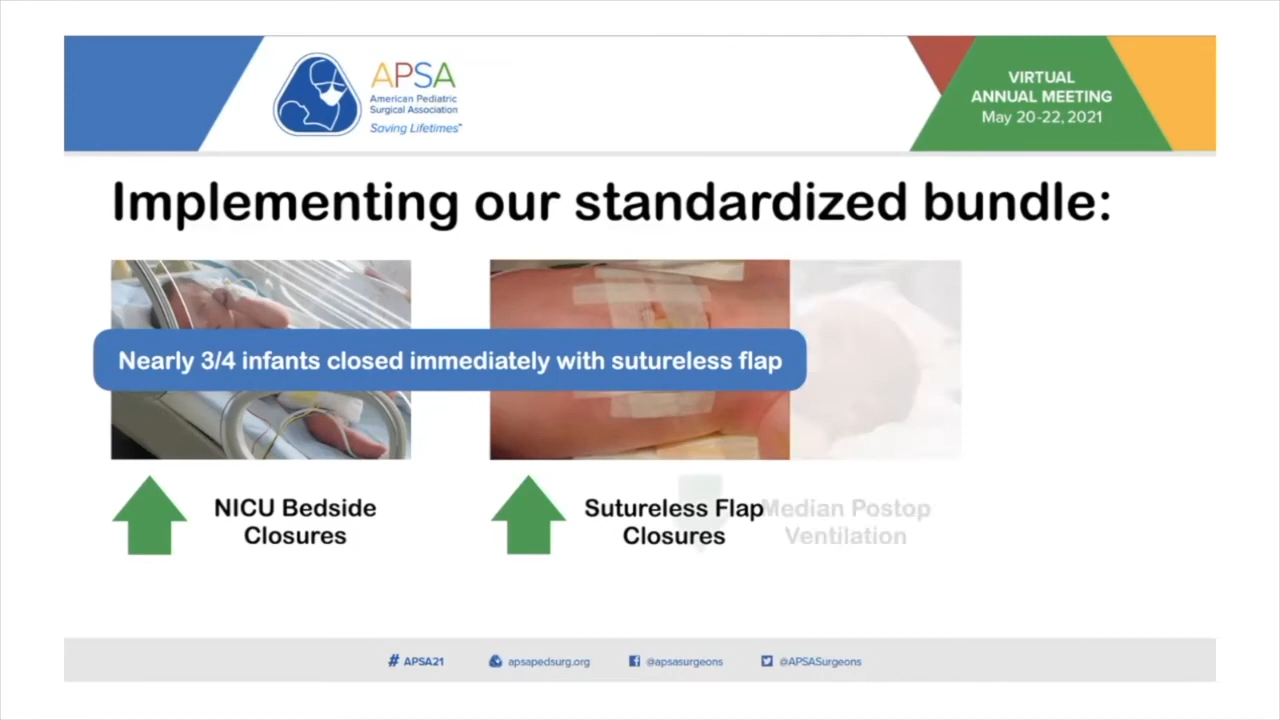 APSA
American Pediatric
Surgical Association
Saving Lifetimes™
VIRTUAL
ANNUAL MEETING
May 20-22, 2021
Implementing our standardized bundle:
Nearly 3/4 infants closed immediately with sutureless flap
NICU Bedside
Closures
Sutureless Flap
Closures
Median Postop
Ventilation
# APSA21
apsapedsurg.org
@apsasurgeons
@APSASurgeons